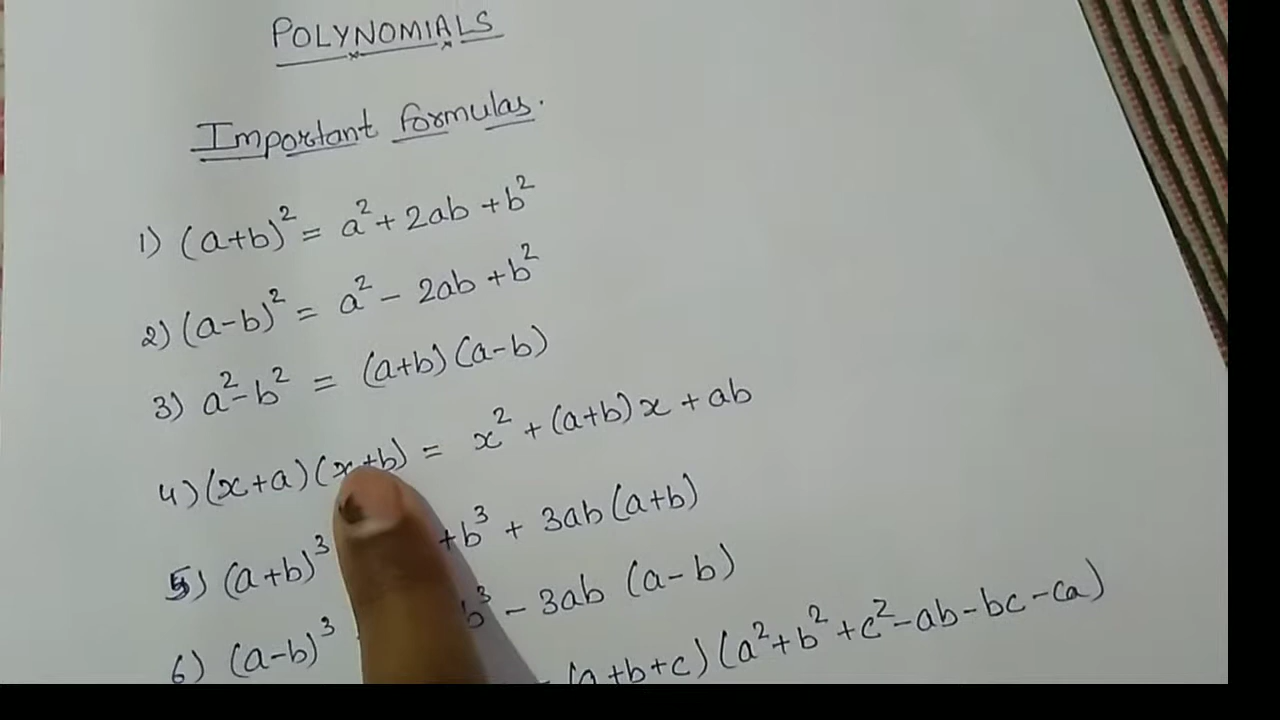 POLYNOMIALS
Important formulas.
1) (a+b)² = a² + 2ab + b²
2) (a-b)² = a² - 2ab + b²
3) a² - b² = (a+b) (a-b)
4) (x+a) (x+b) = x² + (a+b) x + ab
5) (a+b)³ + b³ + 3ab (a+b)
6) (a-b)³ b³ - 3ab (a-b)
(a+b+c) (a² + b² + c² - ab - bc - ca)